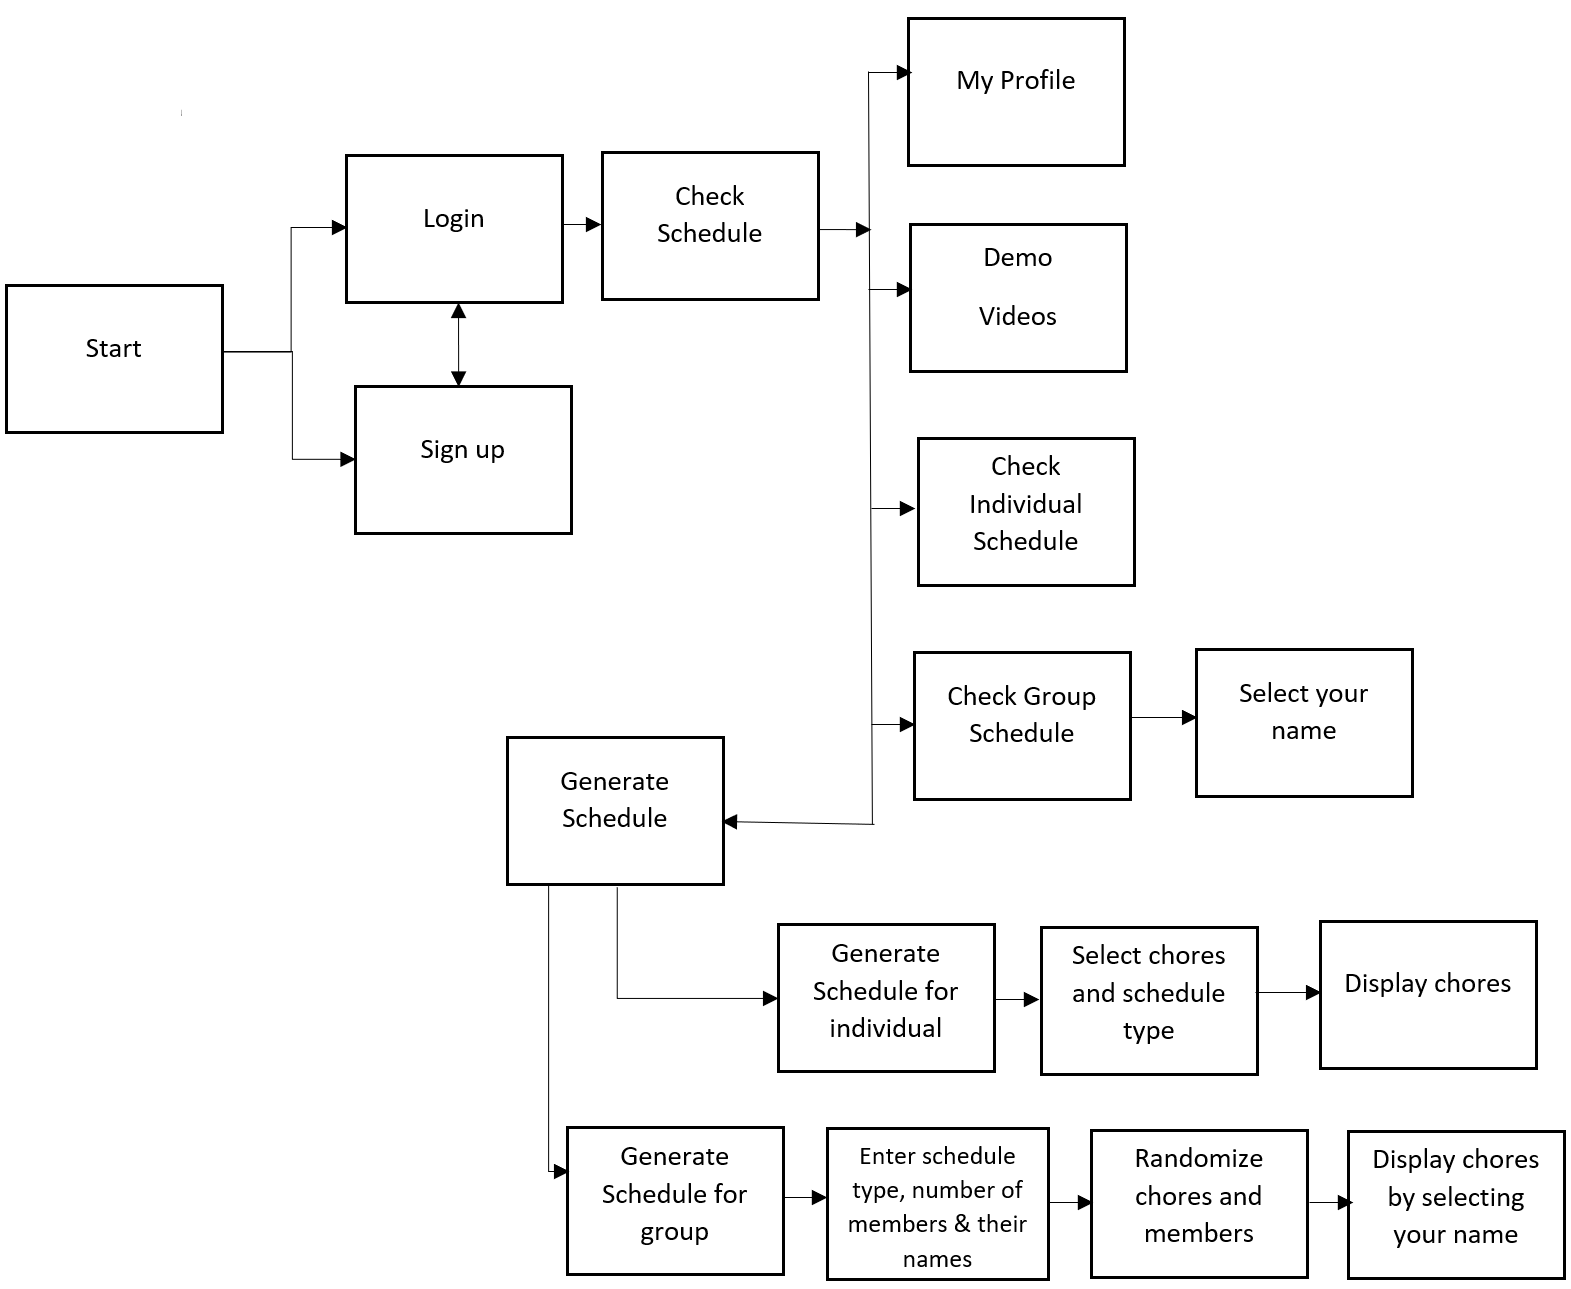 My Profile
Login
Check
Schedule
Demo
Videos
Start
Sign up
Check
Individual
Schedule
Check Group
Schedule
Select your
name
Generate
Schedule
Generate
Schedule for
individual
Select chores
and schedule
type
Display chores
Generate
Schedule for
group
Enter schedule
type, number of
members & their
names
Randomize
chores and
members
Display chores
by selecting
your name